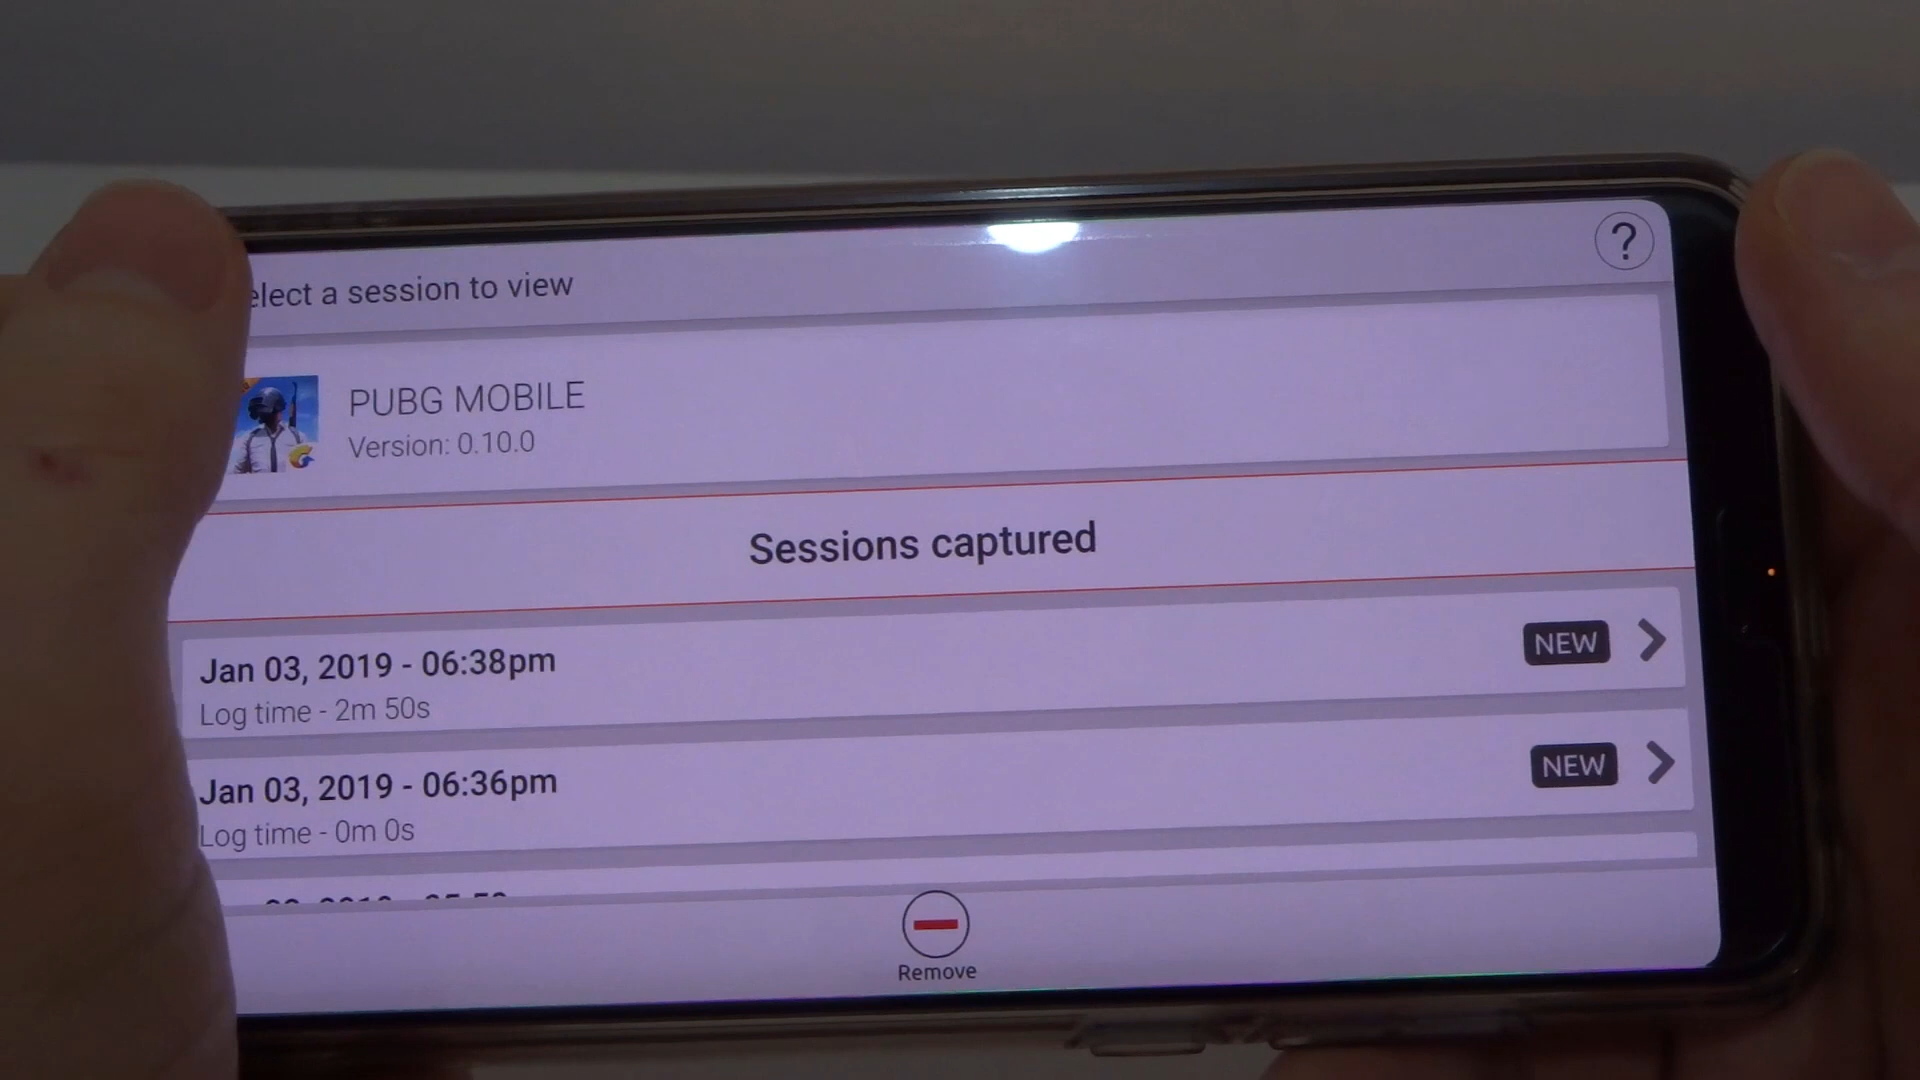 elect a session to view
?
PUBG MOBILE
Version: 0.10.0
Sessions captured
Jan 03, 2019 - 06:38pm
NEW
Log time - 2m 50s
Jan 03, 2019 - 06:36pm
NEW
Log time - 0m 0s
Remove